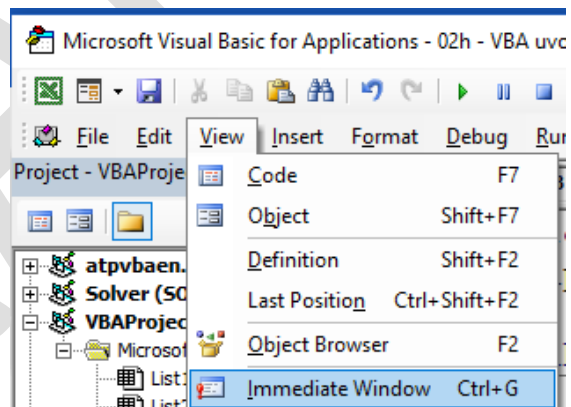 Microsoft Visual Basic for Applications - 02h - VBA uvo
File Edit View Insert Format Debug Run
Project - VBAProje
Code F7
Object Shift+F7
Definition Shift+F2
Last Position Ctrl+Shift+F2
Object Browser F2
Immediate Window Ctrl+G
atpvbaen.
Solver (SO
VBAProjec
Microsof
List1